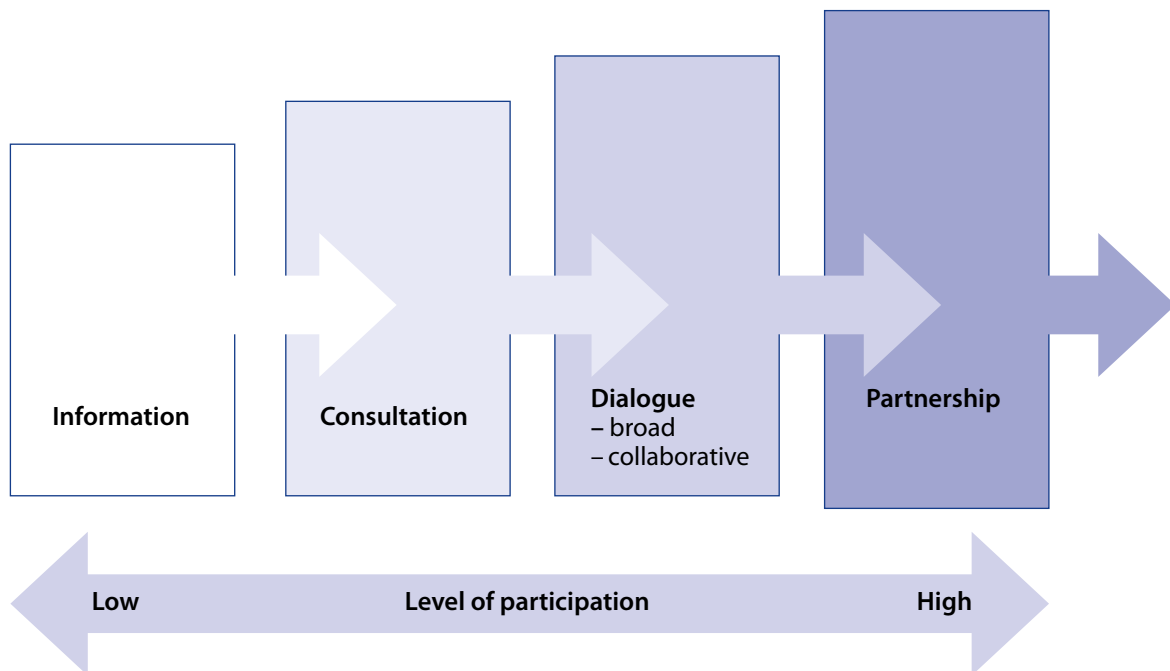 Information
Consultation
Dialogue
– broad
– collaborative
Partnership
Low
Level of participation
High